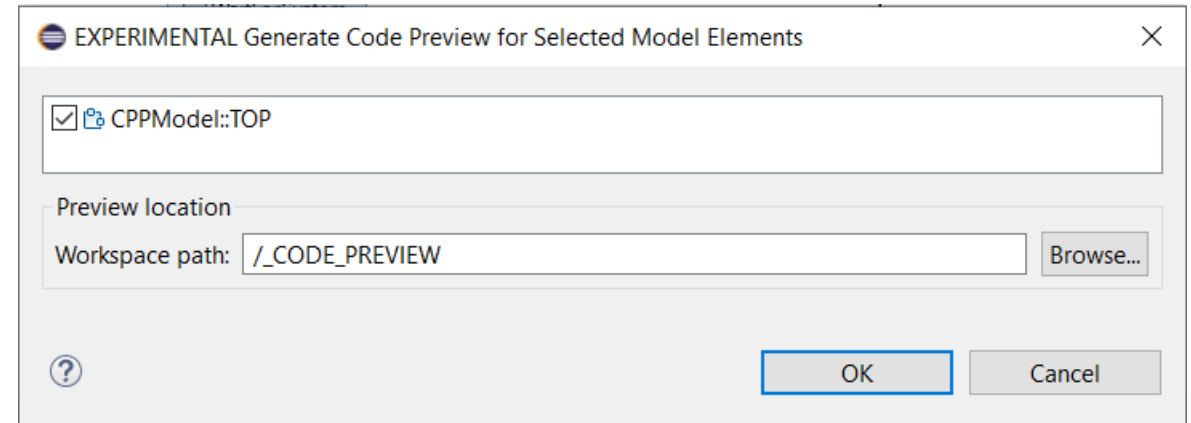 EXPERIMENTAL Generate Code Preview for Selected Model Elements
CPPModel::TOP
Preview location
Workspace path: /_CODE_PREVIEW Browse...
? OK Cancel